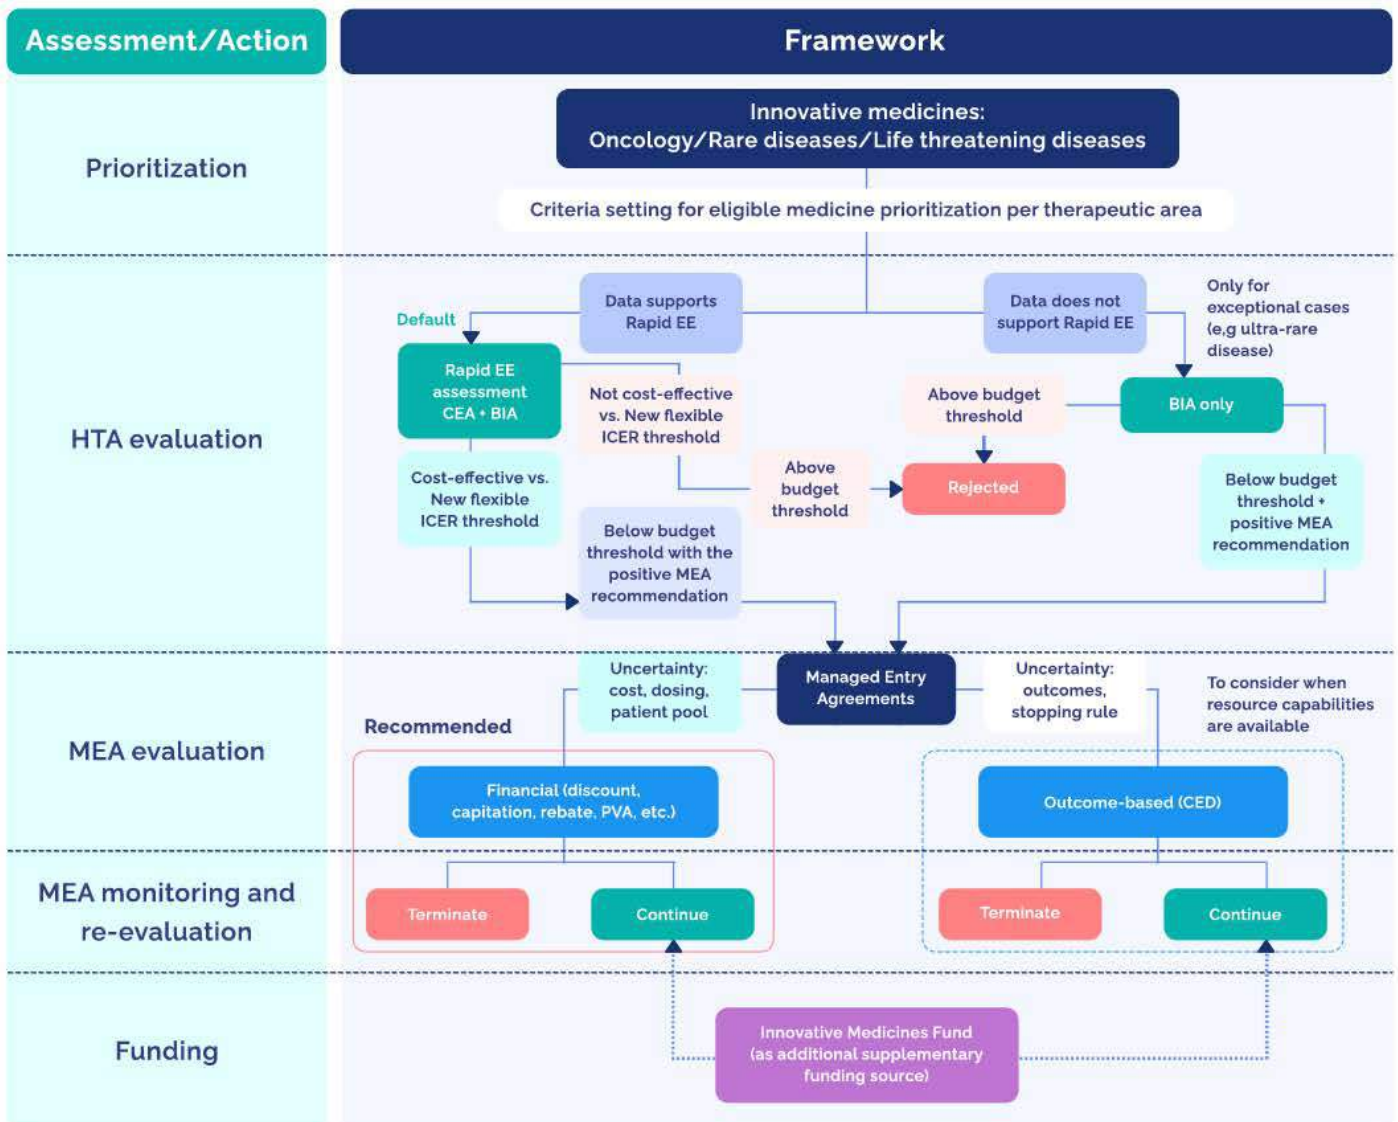 Assessment/Action
Framework
Prioritization
Innovative medicines:
Oncology/Rare diseases/Life threatening diseases
Criteria setting for eligible medicine prioritization per therapeutic area
HTA evaluation
Default
Data supports
Rapid EE
Data does not
support Rapid EE
Only for
exceptional cases
(e,g ultra-rare
disease)
Rapid EE
assessment
CEA + BIA
Not cost-effective
vs. New flexible
ICER threshold
Above budget
threshold
BIA only
Cost-effective vs.
New flexible
ICER threshold
Above
budget
threshold
Rejected
Below budget
threshold +
positive MEA
recommendation
Below budget
threshold with the
positive MEA
recommendation
MEA evaluation
Uncertainty:
cost, dosing,
patient pool
Managed Entry
Agreements
Uncertainty:
outcomes,
stopping rule
To consider when
resource capabilities
are available
Recommended
Financial (discount,
capitation, rebate, PVA, etc.)
Outcome-based (CED)
MEA monitoring and
re-evaluation
Terminate
Continue
Terminate
Continue
Funding
Innovative Medicines Fund
(as additional supplementary
funding source)